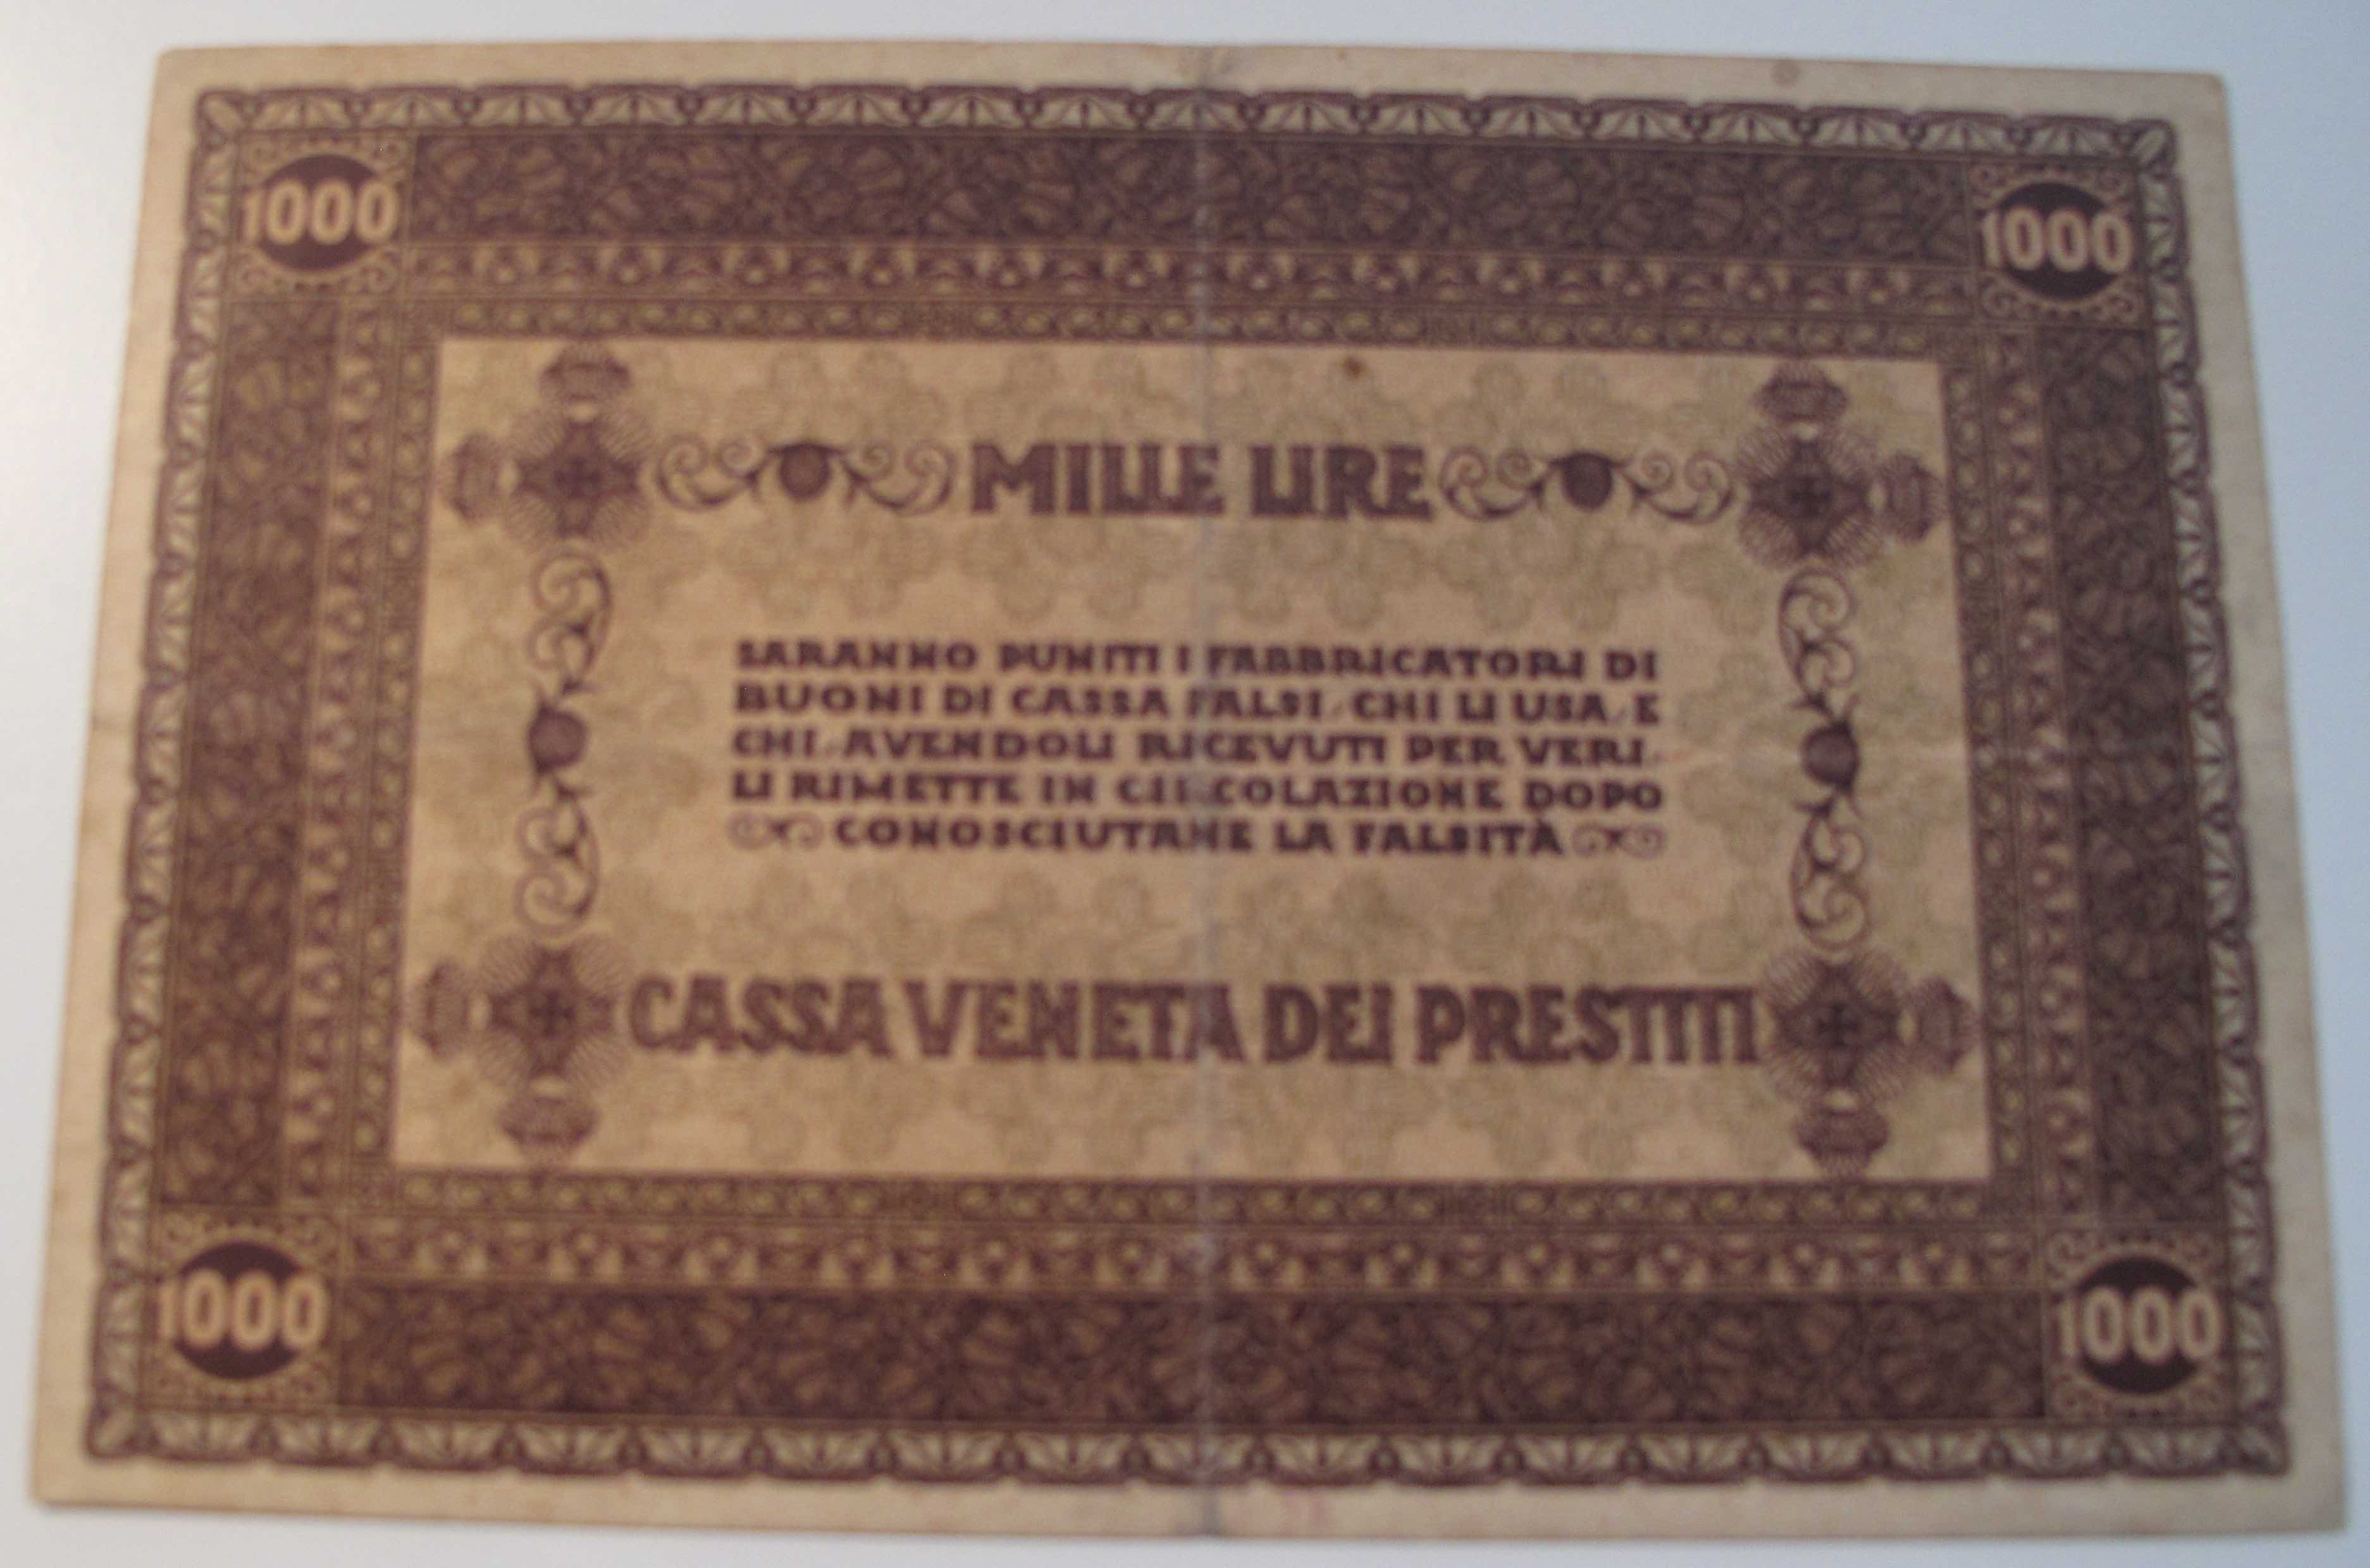 1000 1000
MILLE LIRE
SARANNO PUNITI I FABBRICATORI DI
BUONI DI CASSA FALSI, CHI LI USA, E
CHI, AVENDOLI RICEVUTI PER VERI,
LI RIMETTE IN CIRCOLAZIONE DOPO
CONOSCIUTANE LA FALSITÀ
CASSA VENETA DEI PRESTITI
1000 1000